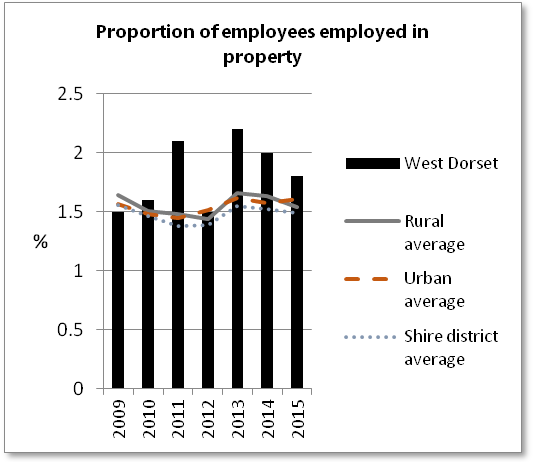 Proportion of employees employed in
property
2.5
2
1.5
1
0.5
0
%
2009
2010
2011
2012
2013
2014
2015
West Dorset
Rural
average
Urban
average
Shire district
average